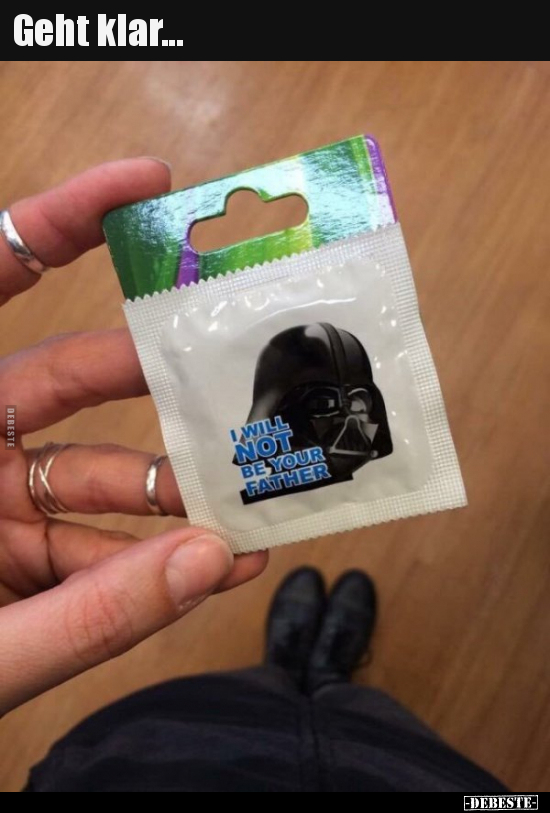 Geht klar...
I WILL
NOT
BE YOUR
FATHER
DEBESTE
-DEBESTE-